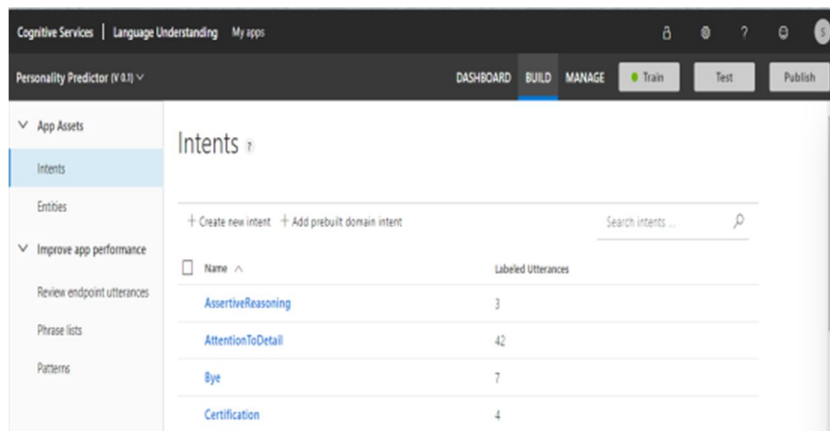 Cognitive Services | Language Understanding My apps ? S
Personality Predictor (V 0.1) DASHBOARD BUILD MANAGE Train Test Publish
App Assets
Intents ?
Intents
Entities
+ Create new intent + Add prebuilt domain intent Search intents ...
Improve app performance
Name Labeled Utterances
Review endpoint utterances
AssertiveReasoning 3
Phrase lists
AttentionToDetail 42
Patterns
Bye 7
Certification 4